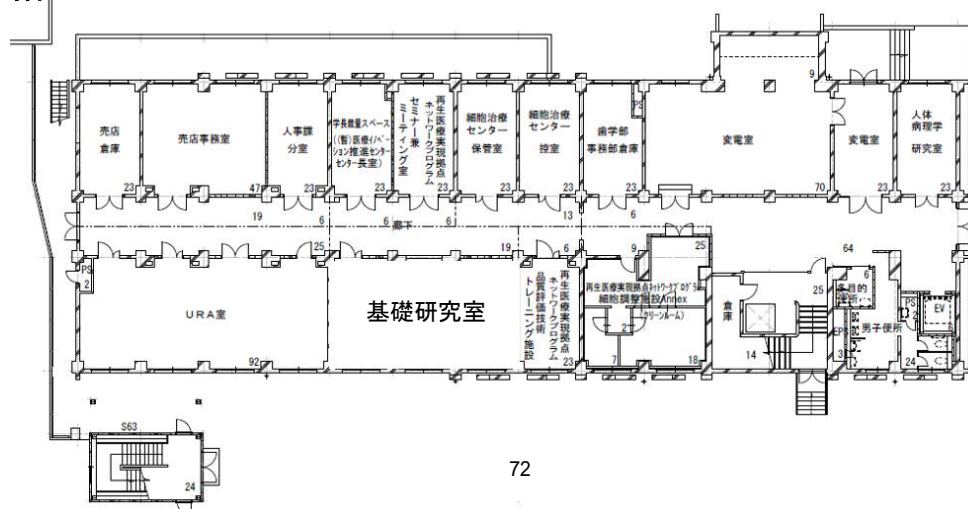 売店
倉庫
23
売店事務室
47
人事課
分室
23
学長裁量スペース
((暫)医療イノベー
ション推進センター
センター長室)
23
再生医療実現拠点
ネットワークプログラム
セミナー兼
ミーティング室
23
細胞治療
センター
保管室
23
細胞治療
センター
控室
23
歯学部
事務部倉庫
PS
23
変電室
9
70
変電室
23
人体
病理学
研究室
23
19
6
6
廊下
6
13
6
64
PS
2
URA室
25
92
基礎研究室
19
6
再生医療実現拠点
ネットワークプログラム
品質評価技術
トレーニング施設
23
9
25
再生医療実現拠点ネットワークプログラム
細胞調整施設Annex
(クリーンルーム)
2
7
18
倉庫
14
25
6
多目的
便所
PS
2
EV
EPS
3
男子便所
24
S63
24
72